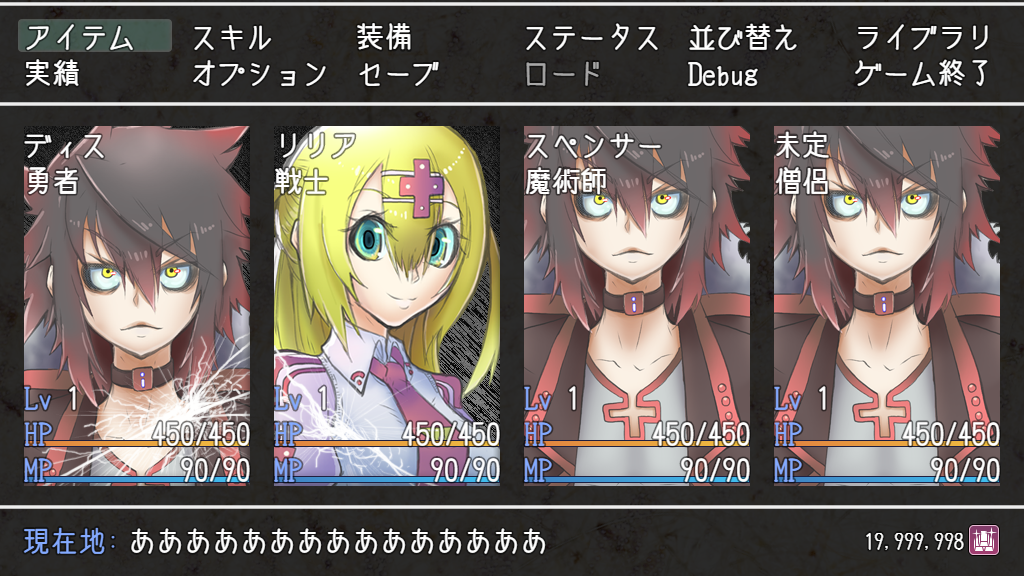 アイテム スキル 装備 ステータス 並び替え ライブラリ
実績 オプション セーブ ロード Debug ゲーム終了
ディス リリア スペンサー 未定
勇者 戦士 魔術師 僧侶
Lv 1 Lv 1 Lv 1 Lv 1
HP 450/450 HP 450/450 HP 450/450 HP 450/450
MP 90/90 MP 90/90 MP 90/90 MP 90/90
現在地: あああああああああああああああ 19,999,998